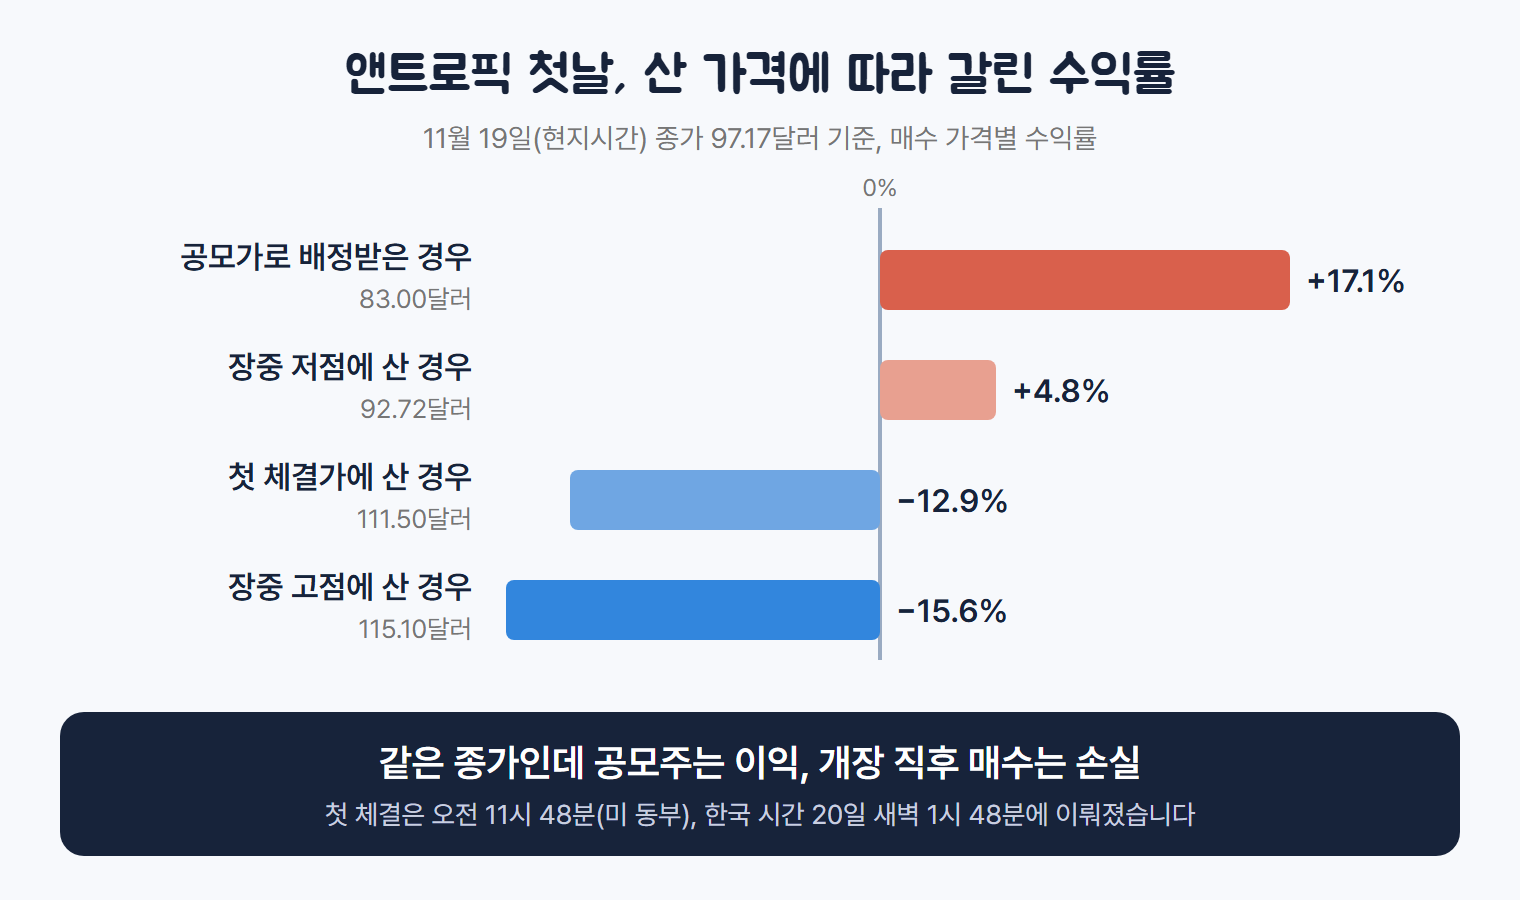 앤트로픽 첫날, 산 가격에 따라 갈린 수익률
11월 19일(현지시간) 종가 97.17달러 기준, 매수 가격별 수익률
0%
공모가로 배정받은 경우
83.00달러
+17.1%
장중 저점에 산 경우
92.72달러
+4.8%
첫 체결가에 산 경우
111.50달러
−12.9%
장중 고점에 산 경우
115.10달러
−15.6%
같은 종가인데 공모주는 이익, 개장 직후 매수는 손실
첫 체결은 오전 11시 48분(미 동부), 한국 시간 20일 새벽 1시 48분에 이뤄졌습니다